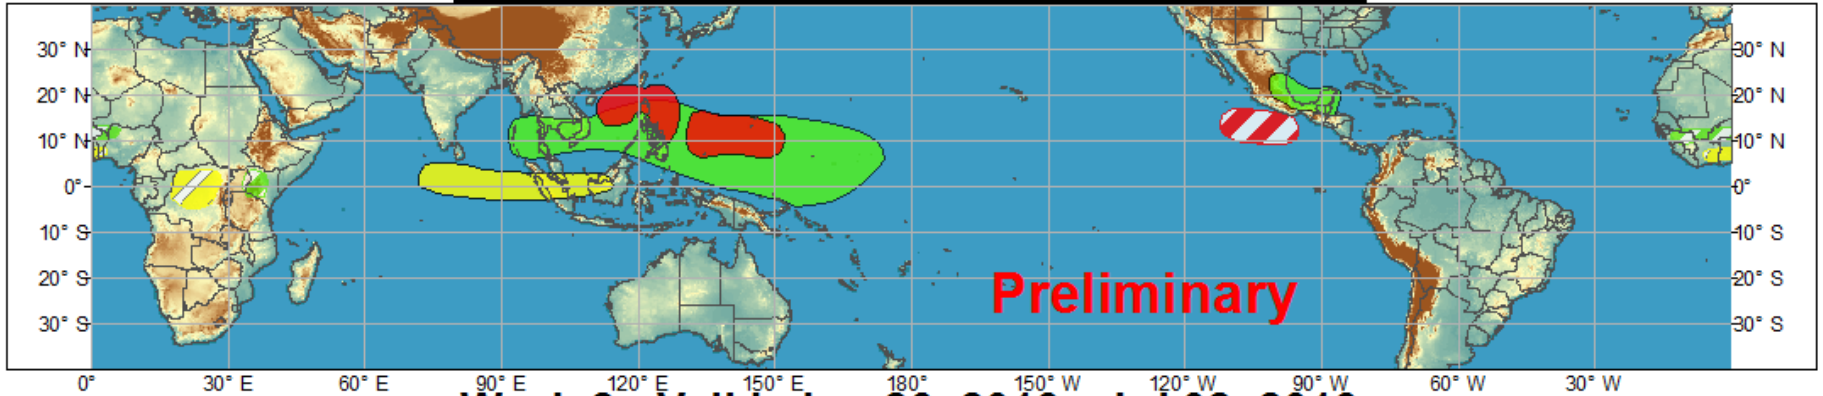 30° N 30° N
20° N 20° N
10° N 10° N
0° 0°
10° S 10° S
20° S Preliminary 20° S
30° S 30° S
0° 30° E 60° E 90° E 120° E 150° E 180° 150° W 120° W 90° W 60° W 30° W